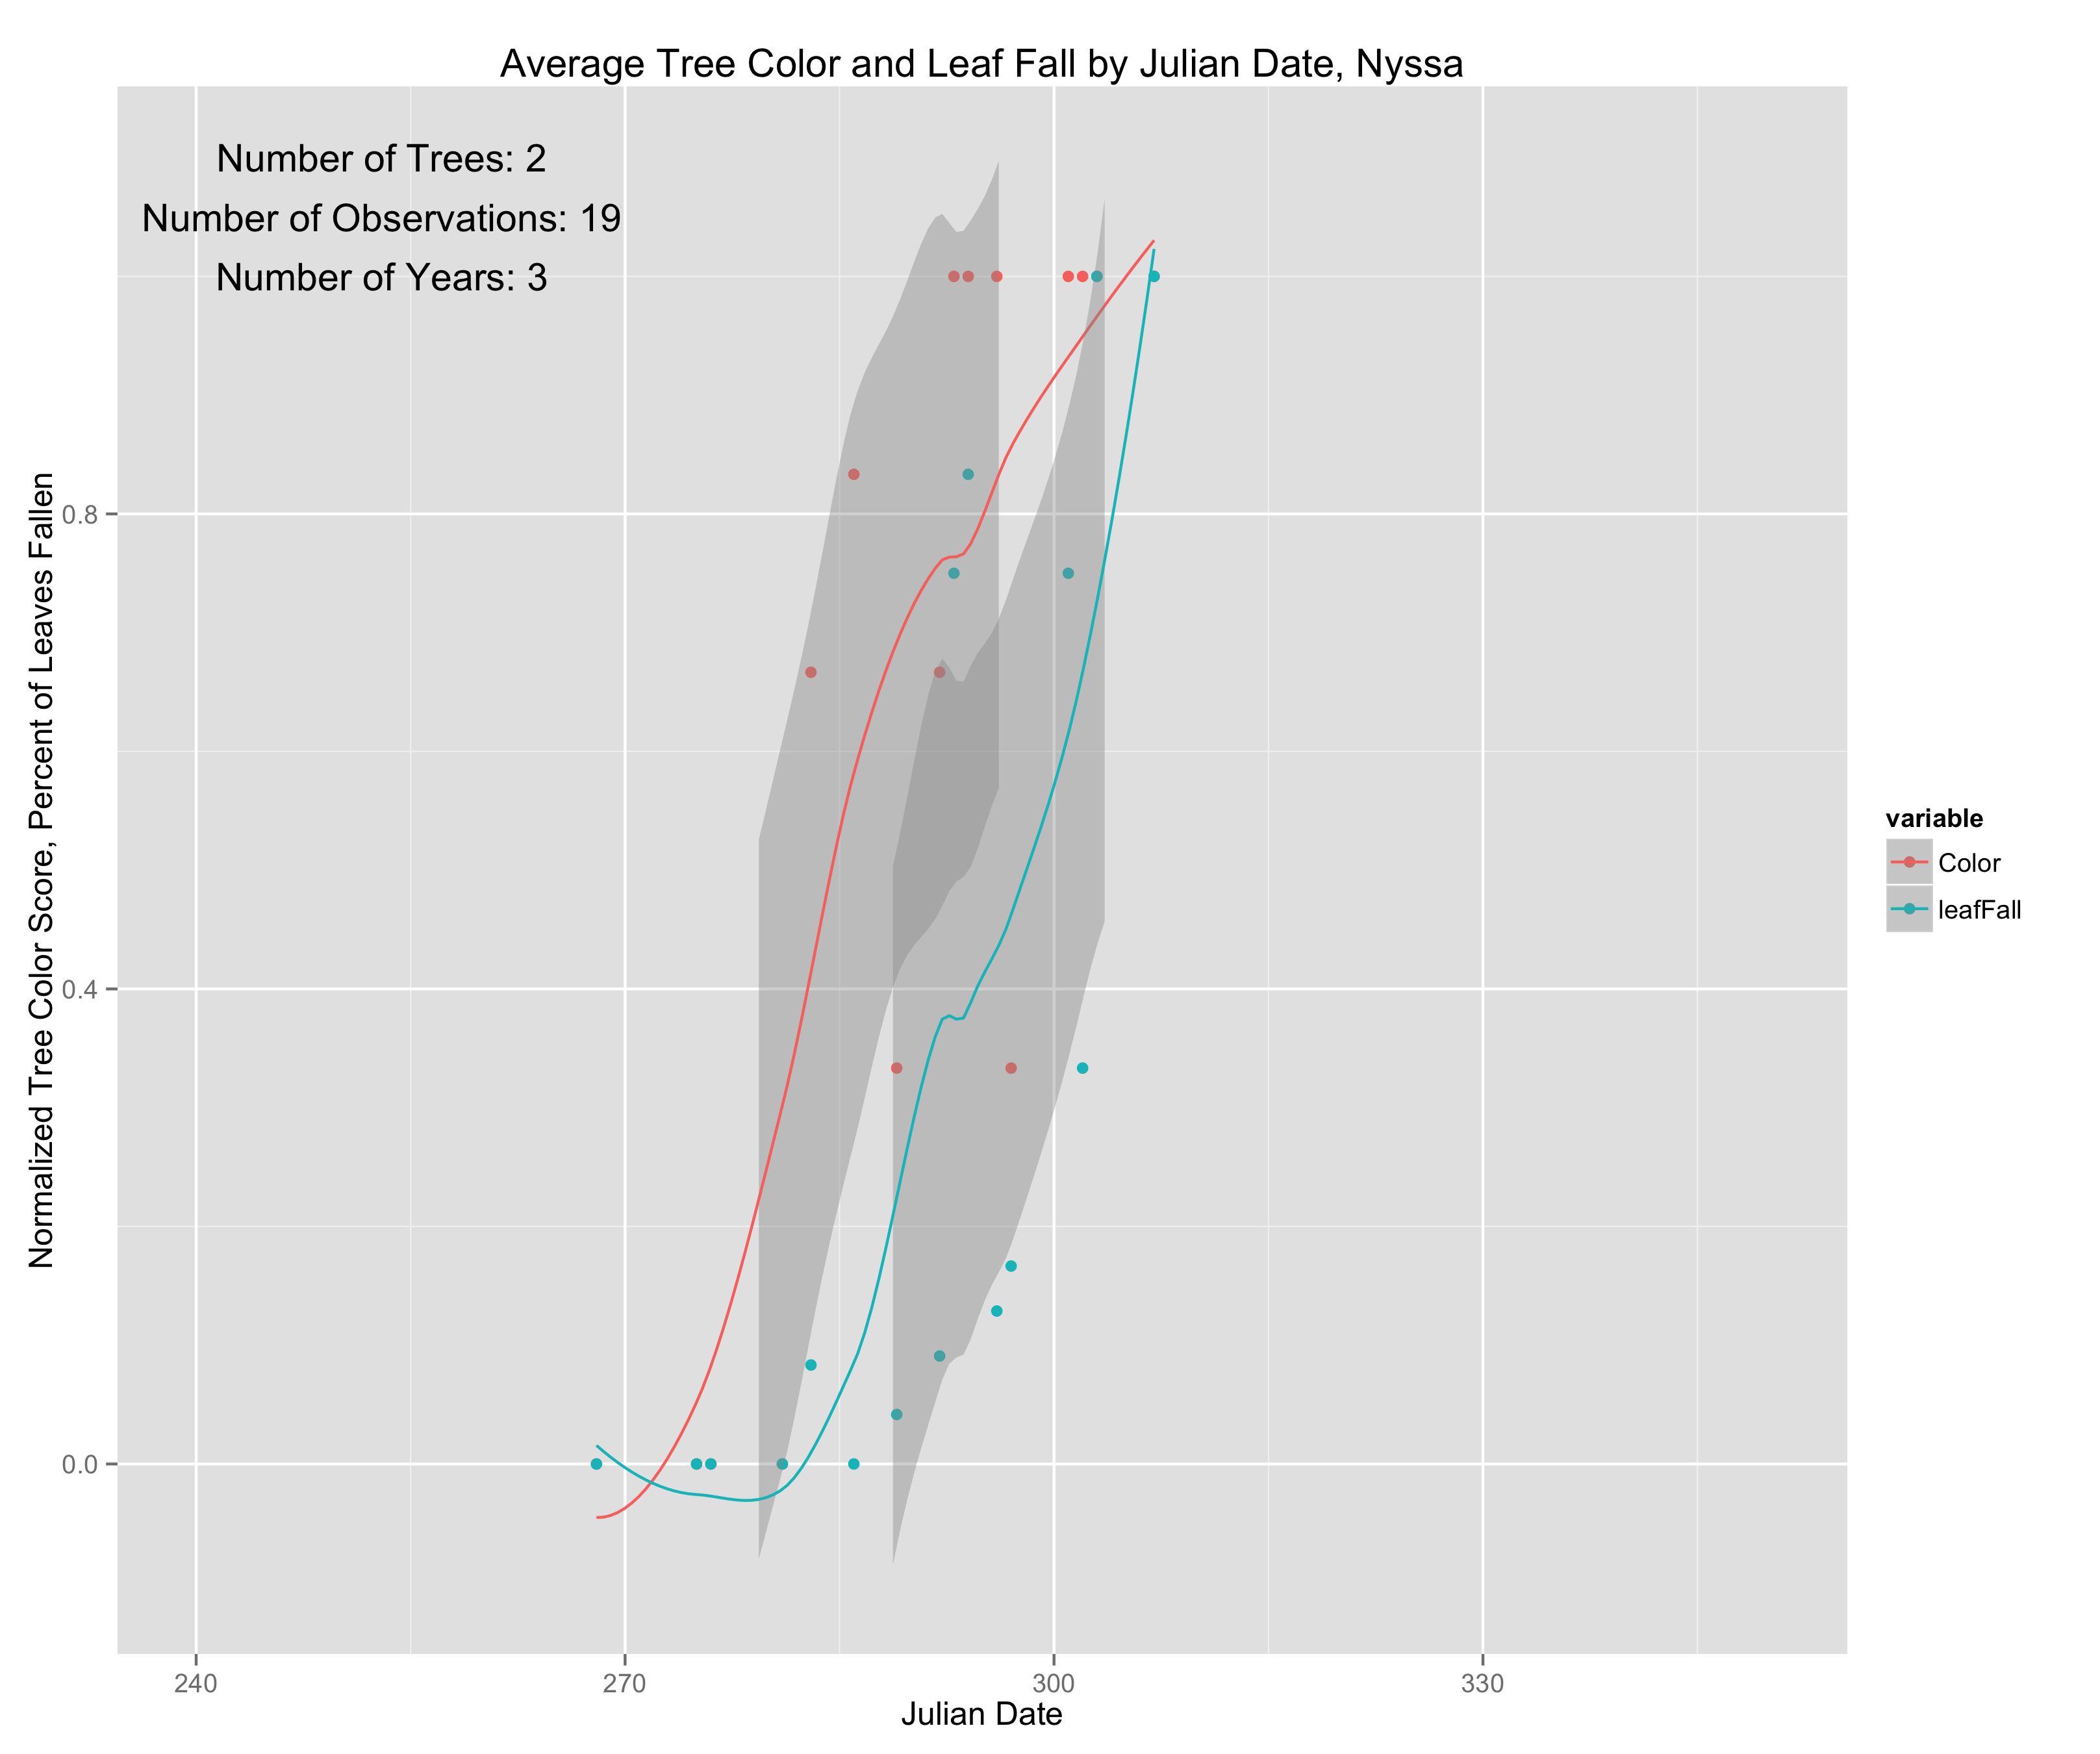 Average Tree Color and Leaf Fall by Julian Date, Nyssa
Number of Trees: 2
Number of Observations: 19
Number of Years: 3
Normalized Tree Color Score, Percent of Leaves Fallen
0.8
0.4
0.0
240
270
300
330
Julian Date
variable
Color
leafFall